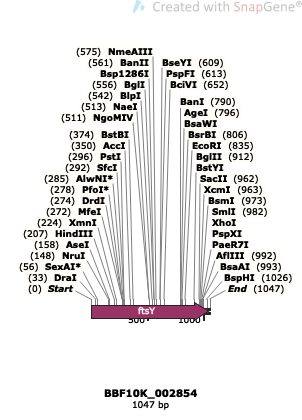 Created with SnapGene®
(575) NmeAIII
(561) BanII
Bsp1286I
(556) BglI
(542) BlpI
(513) NaeI
(511) NgoMIV
(374) BstBI
(350) AccI
(296) PstI
(292) SfcI
(285) AlwNI*
(278) PfoI*
(274) DrdI
(272) MfeI
(224) XmnI
(207) HindIII
(158) AseI
(148) NruI
(56) SexAI*
(33) DraI
(0) Start
BseYI (609)
PspFI (613)
BciVI (652)
BanI (790)
AgeI (796)
BsaWI
BsrBI (806)
EcoRI (835)
BglII (912)
BstYI
SacII (962)
XcmI (963)
BsmI (973)
SmlI (982)
XhoI
PspXI
PaeR7I
AflIII (992)
BsaAI (993)
BspHI (1026)
End (1047)
ftsY
500
1000
BBF10K_002854
1047 bp